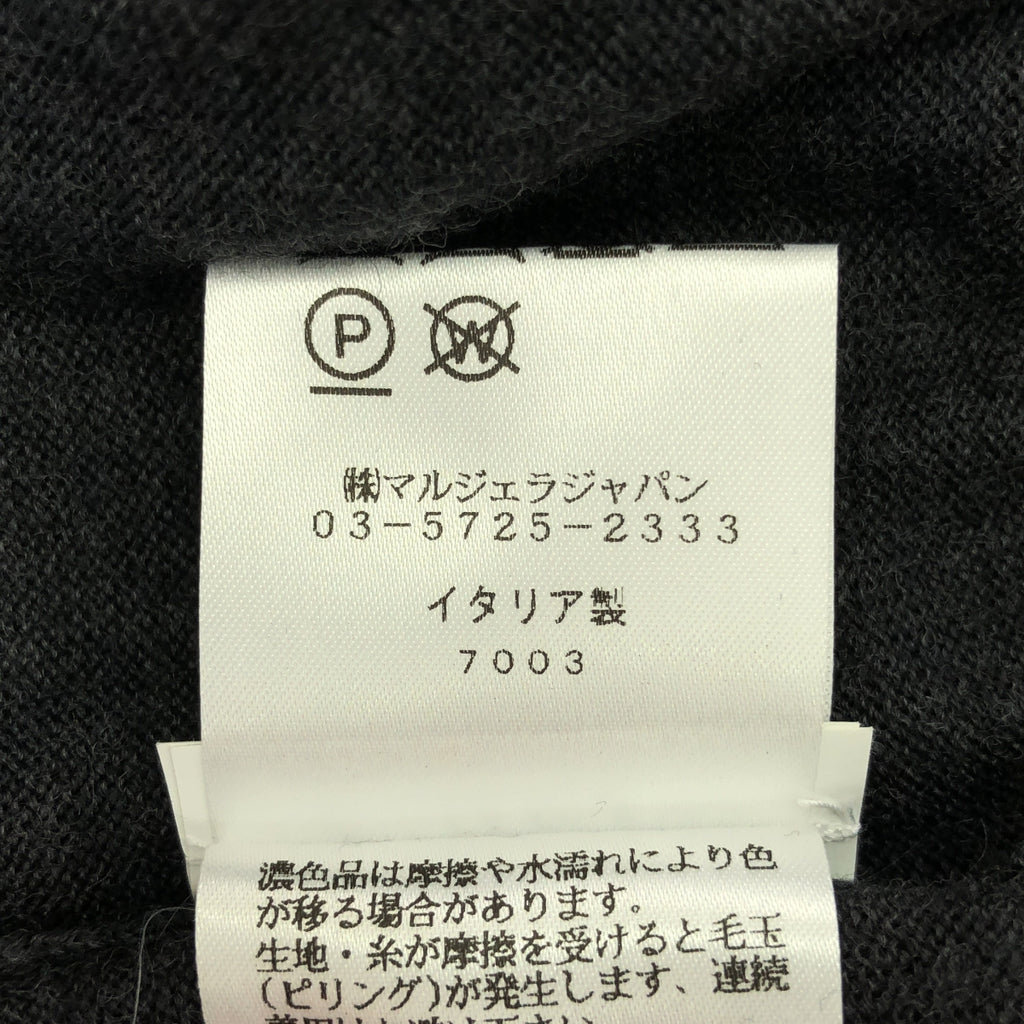 P W
㈱マルジェラジャパン
03-5725-2333
イタリア製
7003
濃色品は摩擦や水濡れにより色
が移る場合があります。
生地・糸が摩擦を受けると毛玉
(ピリング)が発生します、連続